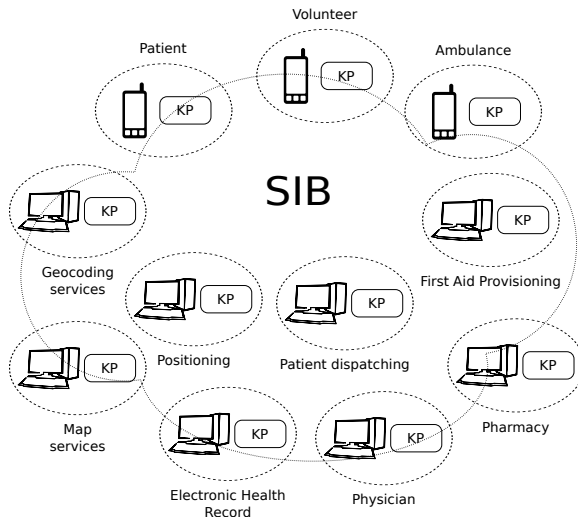 Volunteer
Patient
Ambulance
KP
KP
KP
SIB
KP
KP
Geocoding
services
First Aid Provisioning
KP
KP
Positioning
Patient dispatching
KP
KP
Map
services
Pharmacy
KP
KP
Electronic Health
Record
Physician